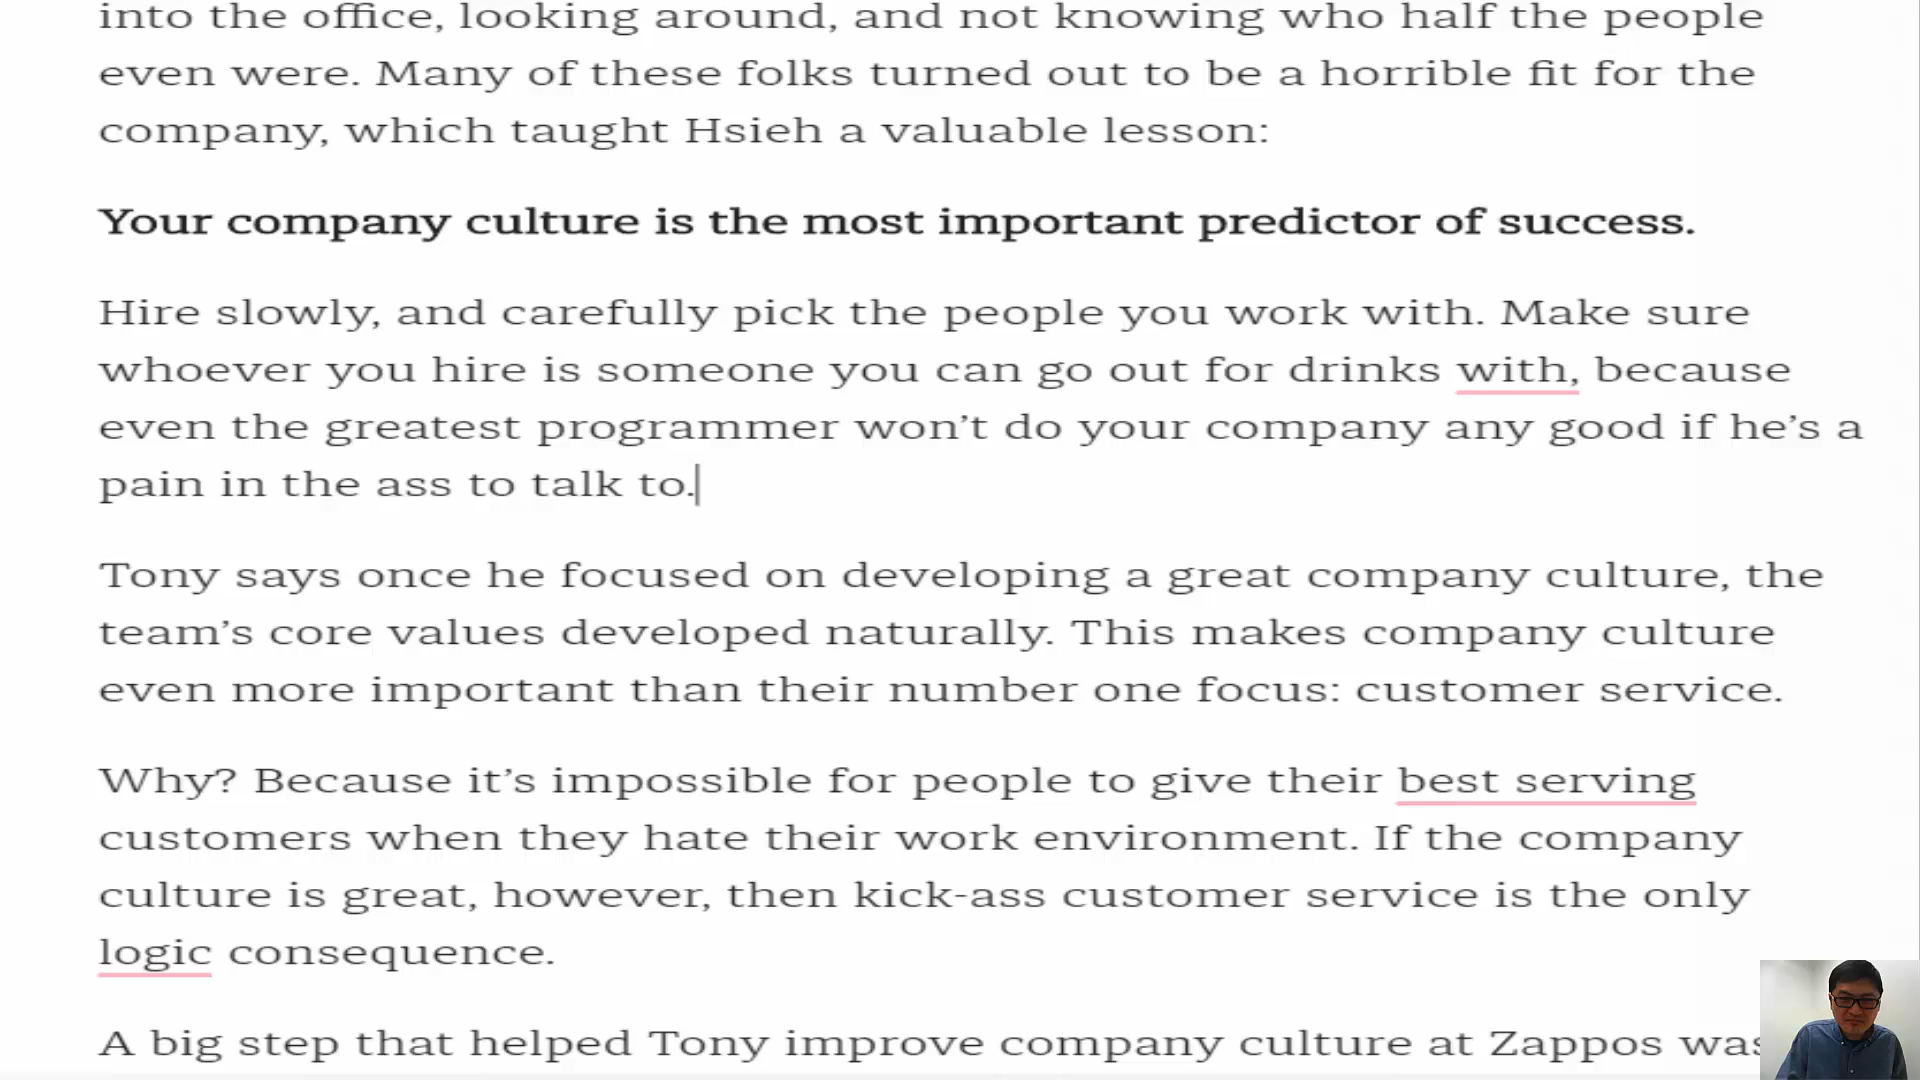 into the office, looking around, and not knowing who half the people
even were. Many of these folks turned out to be a horrible fit for the
company, which taught Hsieh a valuable lesson:
Your company culture is the most important predictor of success.
Hire slowly, and carefully pick the people you work with. Make sure
whoever you hire is someone you can go out for drinks with, because
even the greatest programmer won’t do your company any good if he’s a
pain in the ass to talk to.
Tony says once he focused on developing a great company culture, the
team’s core values developed naturally. This makes company culture
even more important than their number one focus: customer service.
Why? Because it’s impossible for people to give their best serving
customers when they hate their work environment. If the company
culture is great, however, then kick-ass customer service is the only
logic consequence.
A big step that helped Tony improve company culture at Zappos was